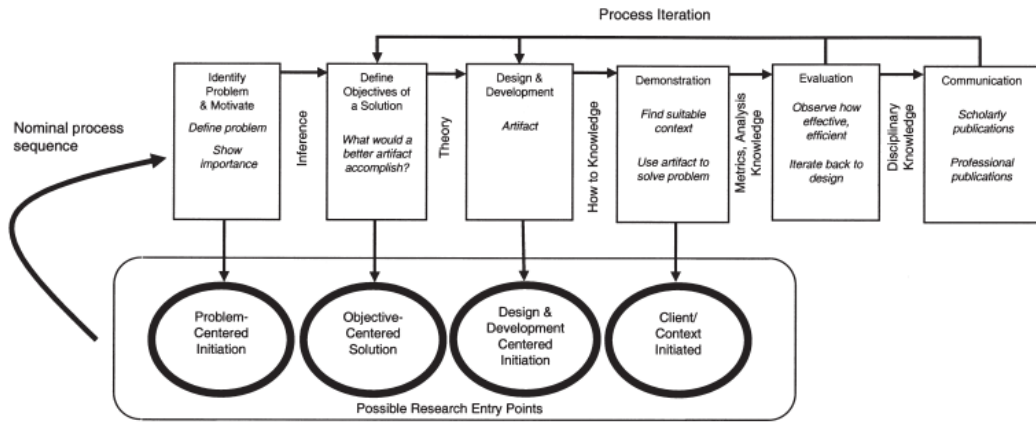 Process Iteration
Nominal process
sequence
Identify
Problem
& Motivate
Define problem
Show
importance
Inference
Define
Objectives of
a Solution
What would a
better artifact
accomplish?
Theory
Design &
Development
Artifact
How to Knowledge
Demonstration
Find suitable
context
Use artifact to
solve problem
Metrics, Analysis
Knowledge
Evaluation
Observe how
effective,
efficient
Iterate back to
design
Disciplinary
Knowledge
Communication
Scholarly
publications
Professional
publications
Problem-
Centered
Initiation
Objective-
Centered
Solution
Design &
Development
Centered
Initiation
Client/
Context
Initiated
Possible Research Entry Points